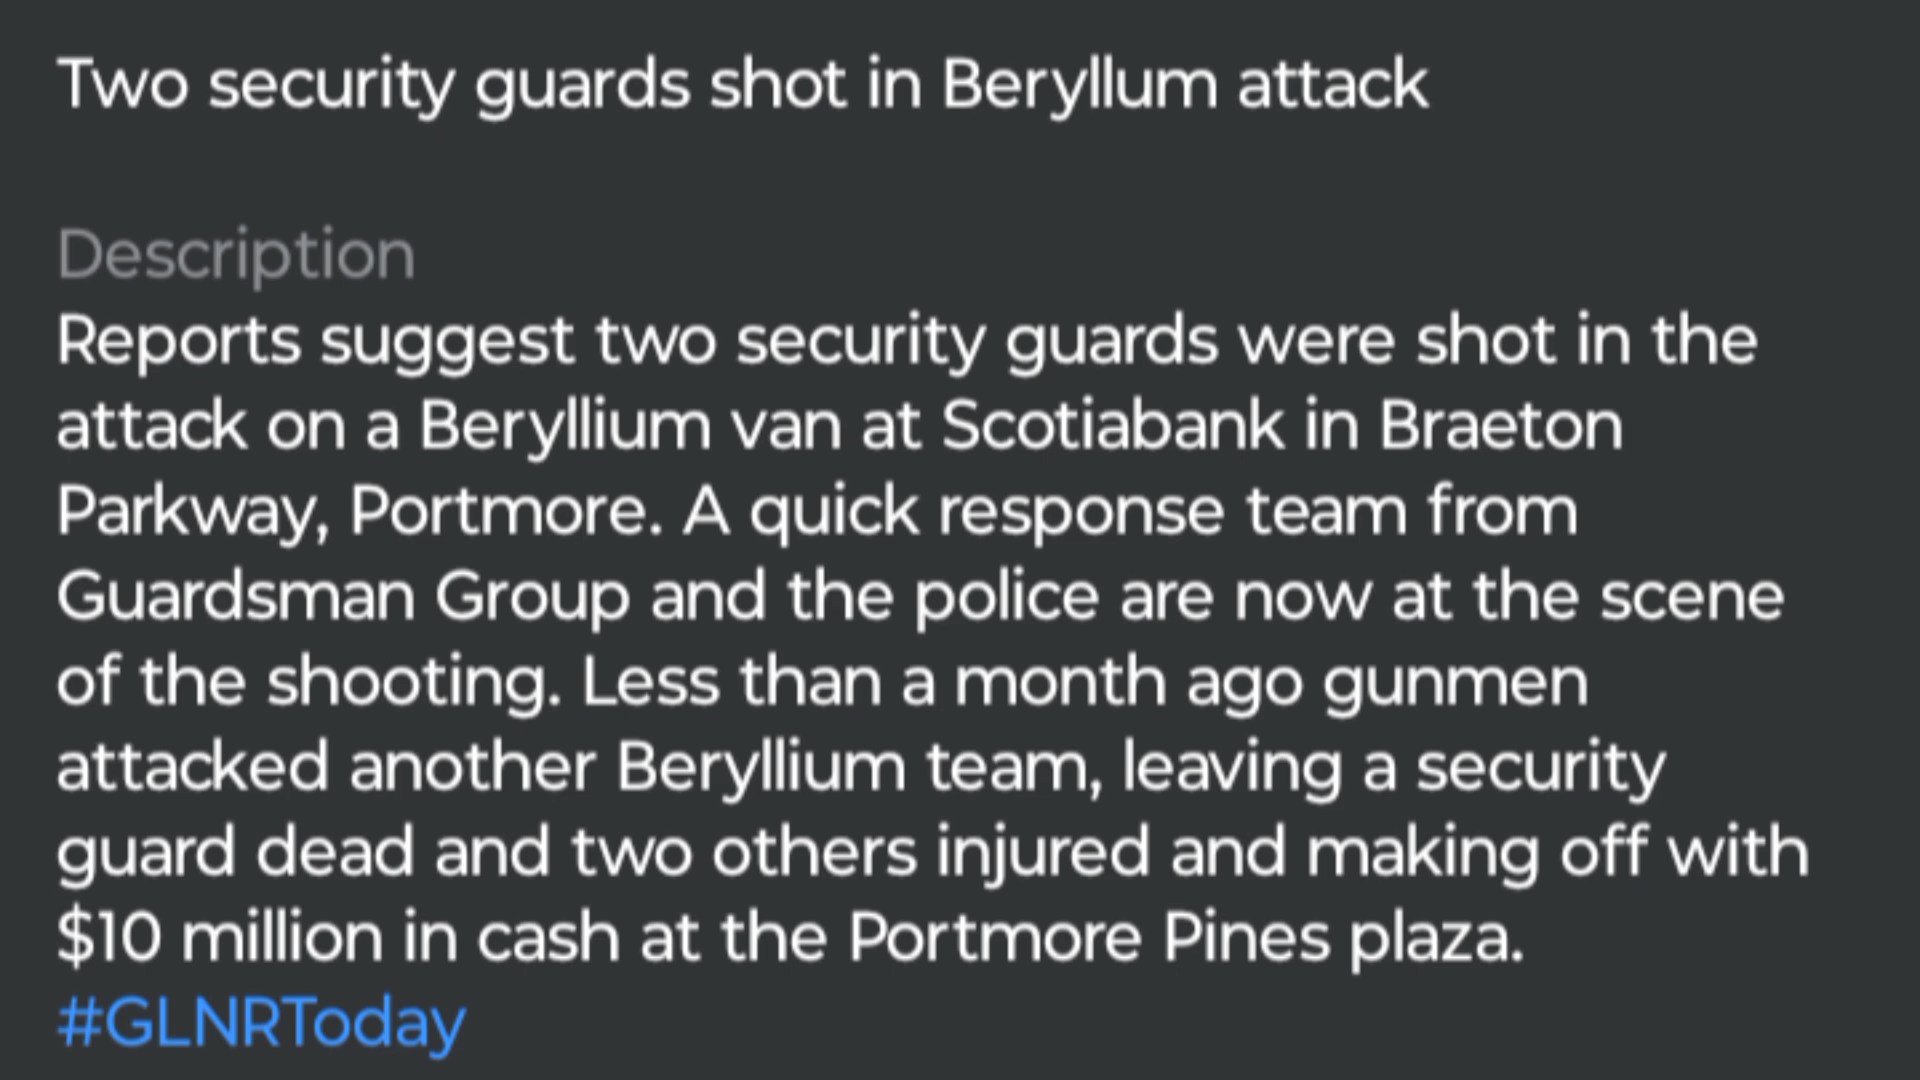 Two security guards shot in Beryllum attack
Description
Reports suggest two security guards were shot in the
attack on a Beryllium van at Scotiabank in Braeton
Parkway, Portmore. A quick response team from
Guardsman Group and the police are now at the scene
of the shooting. Less than a month ago gunmen
attacked another Beryllium team, leaving a security
guard dead and two others injured and making off with
$10 million in cash at the Portmore Pines plaza.
#GLNRToday